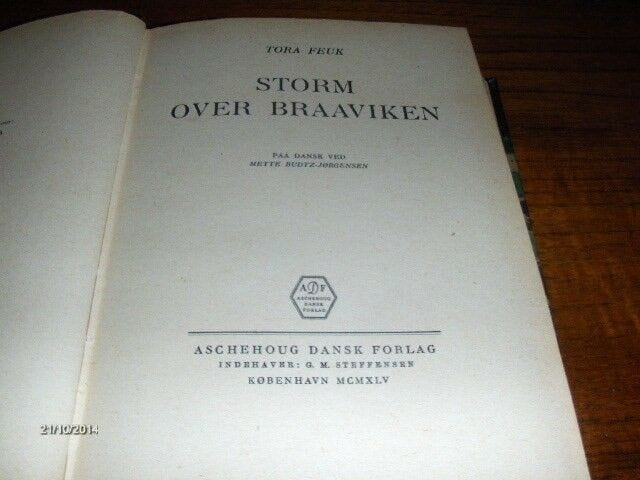 TORA FEUK
STORM
OVER BRAAVIKEN
PAA DANSK VED
METTE BUDTZ-JØRGENSEN
ADF
ASCHEHOUG
DANSK
FORLAG
ASCHEHOUG DANSK FORLAG
INDEHAVER: G. M. STEFFENSEN
KØBENHAVN MCMXLV
21/10/2014